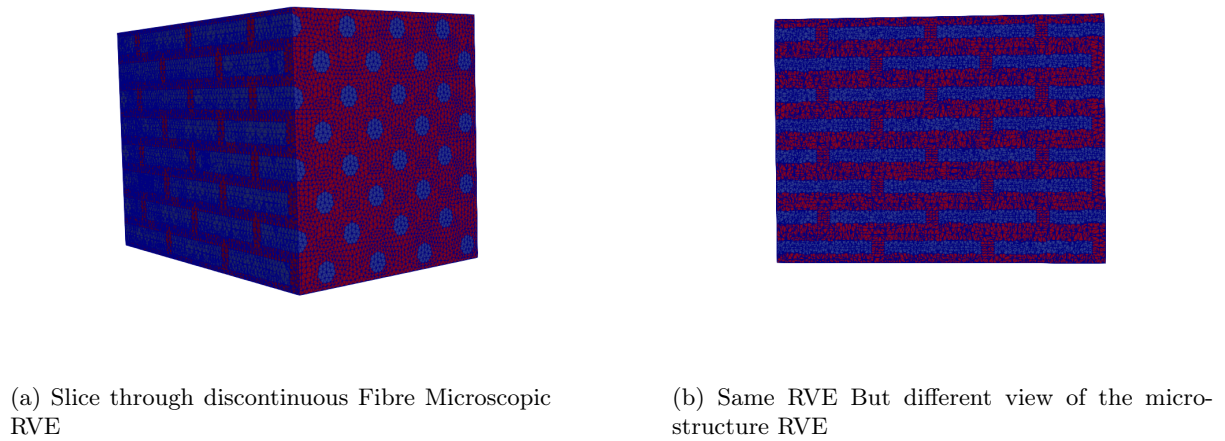 (a) Slice through discontinuous Fibre Microscopic
RVE
(b) Same RVE But different view of the micro-
structure RVE